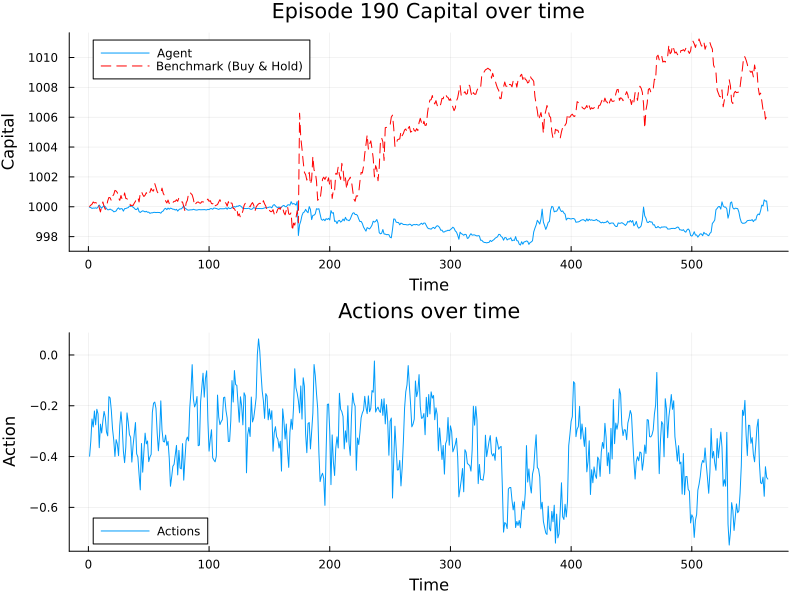 Episode 190 Capital over time
Agent
Benchmark (Buy & Hold)
1010
1008
1006
1004
1002
1000
998
Capital
0 100 200 300 400 500
Time
Actions over time
0.0
−0.2
−0.4
−0.6
Action
Actions
0 100 200 300 400 500
Time